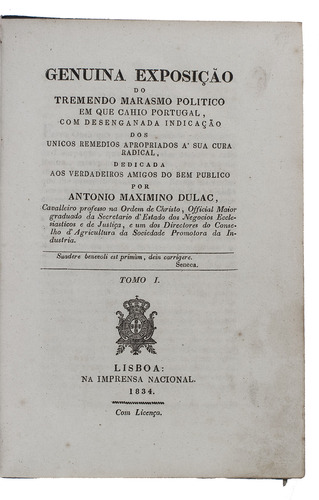 GENUINA EXPOSIÇÃO
DO
TREMENDO MARASMO POLITICO
EM QUE CAHIO PORTUGAL,
COM DESENGANADA INDICAÇÃO
DOS
UNICOS REMEDIOS APROPRIADOS A' SUA CURA
RADICAL,
DEDICADA
AOS VERDADEIROS AMIGOS DO BEM PUBLICO
POR
ANTONIO MAXIMINO DULAC,
Cavalleiro professo na Ordem de Christo, Official Maior
graduado da Secretario d'Estado dos Negocios Eccle-
siasticos e de Justiça, e um dos Directores do Conse-
lho d'Agricultura da Sociedade Promotora da In-
dustria.
Suadere benevoli est primùm, dein corrigere.
Seneca.
TOMO I.
LISBOA:
NA IMPRENSA NACIONAL.
1834.
Com Licença.